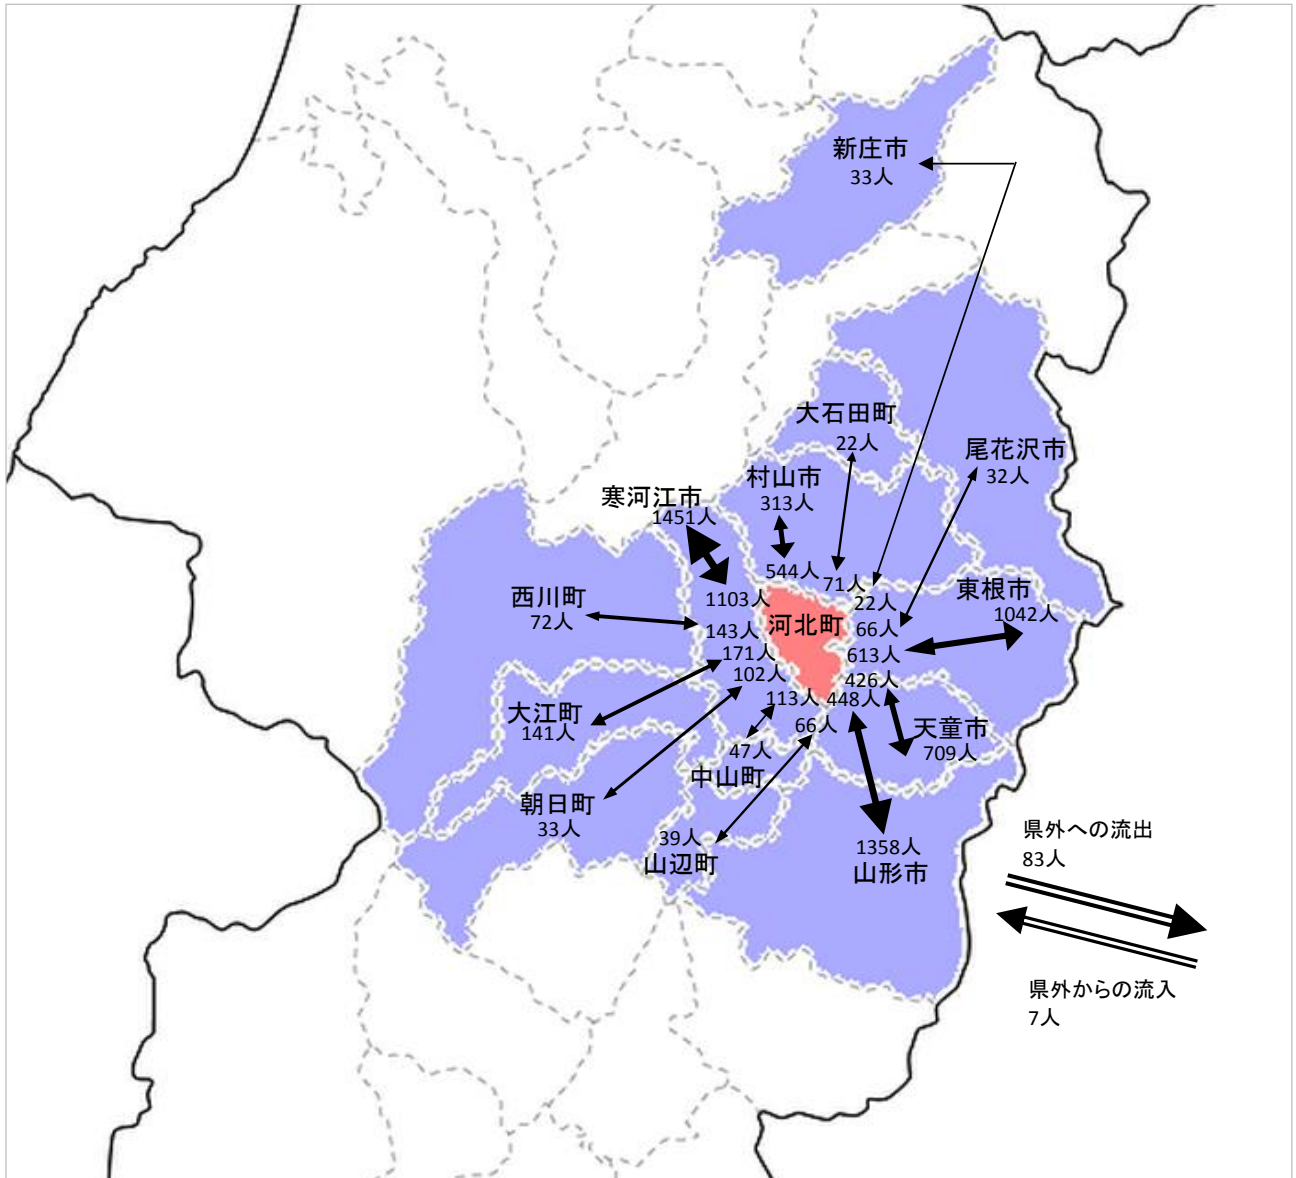 新庄市
33人
大石田町
22人
尾花沢市
32人
村山市
313人
寒河江市
1451人
544人
71人
22人
東根市
1042人
西川町
72人
1103人
河北町
66人
143人
171人
613人
102人
426人
113人
448人
大江町
141人
66人
天童市
709人
47人
中山町
朝日町
33人
39人
山辺町
1358人
山形市
県外への流出
83人
県外からの流入
7人